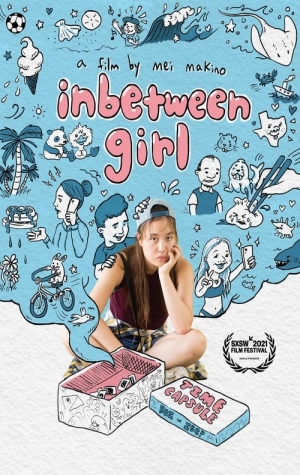 a film by mei makino
inbetween
girl
SXSW 2021
FILM FESTIVAL
TIME
CAPSULE